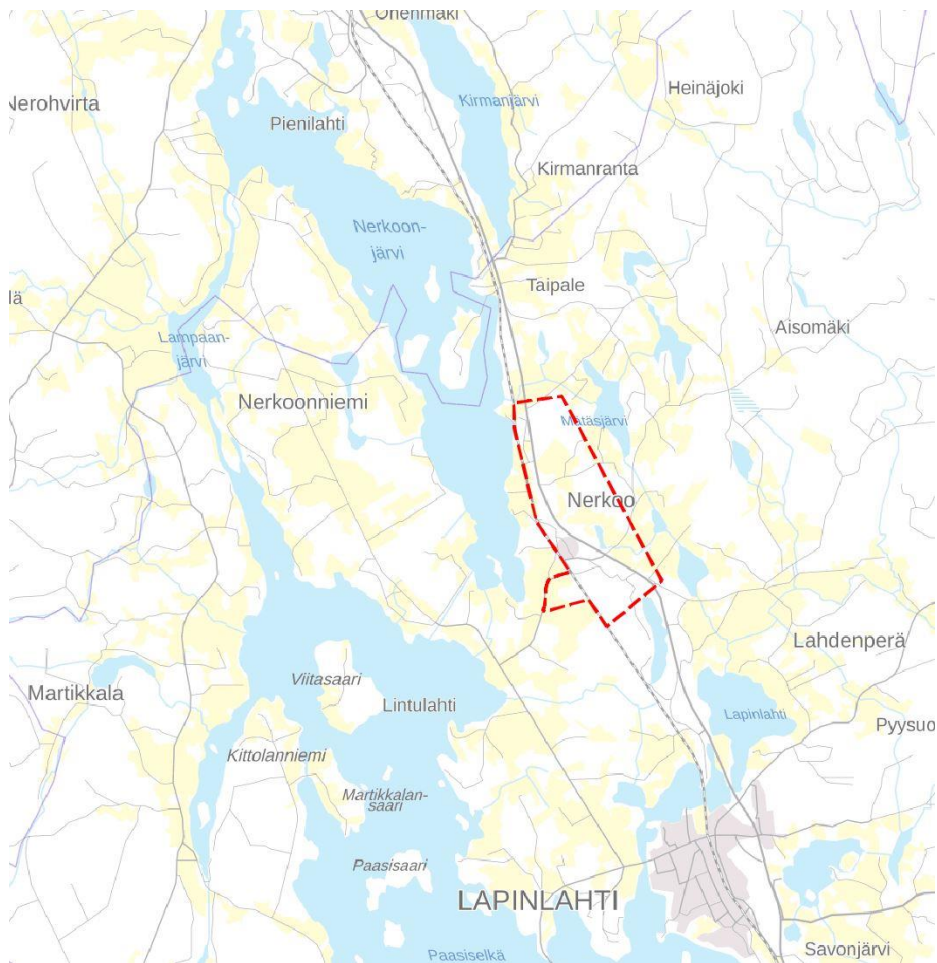 Ohenmäki
Kirmanjärvi
Heinäjoki
Nerohvirta
Pienilahti
Kirmanranta
Nerkoon-
järvi
Taipale
lä
Aisomäki
Lampaan-
järvi
Nerkoonniemi
Mätäsjärvi
Nerkoo
Lahdenperä
Viitasaari
Martikkala
Lintulahti
Lapinlahti
Pyysuo
Kittolanniemi
Martikkalan-
saari
Paasisaari
LAPINLAHTI
Paasiselkä
Savonjärvi